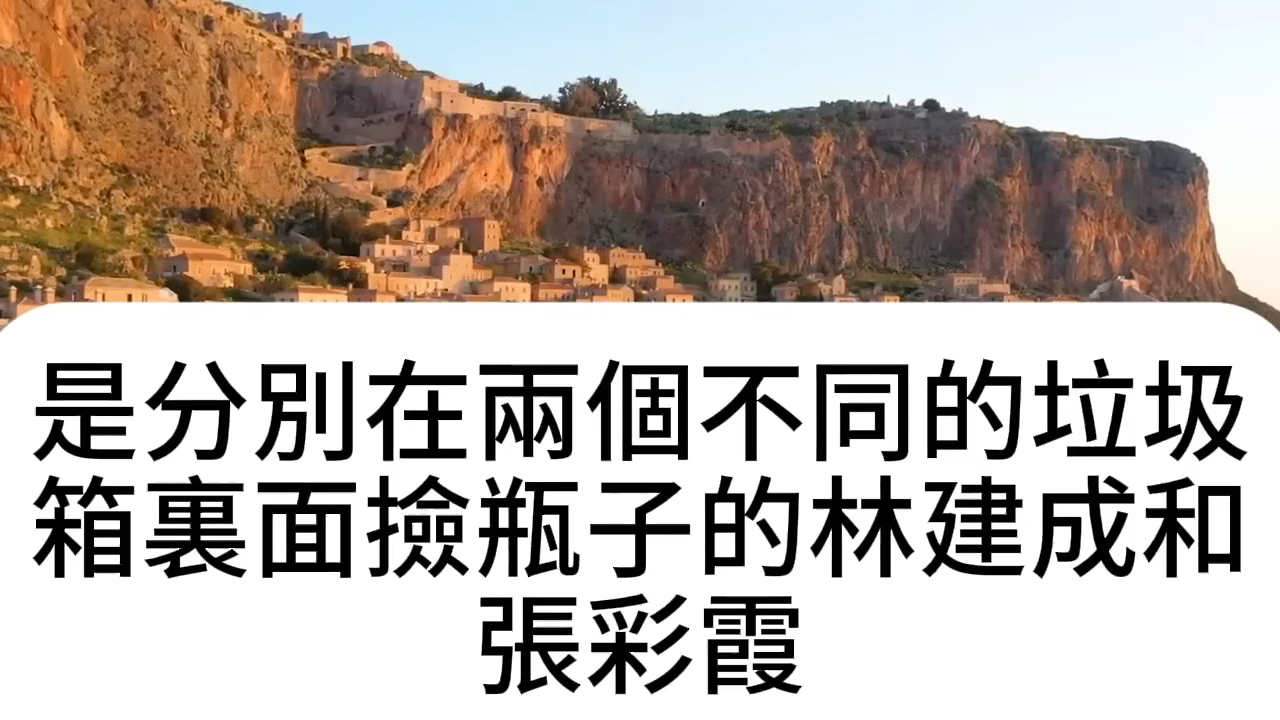 是分別在兩個不同的垃圾
箱裏面撿瓶子的林建成和
張彩霞